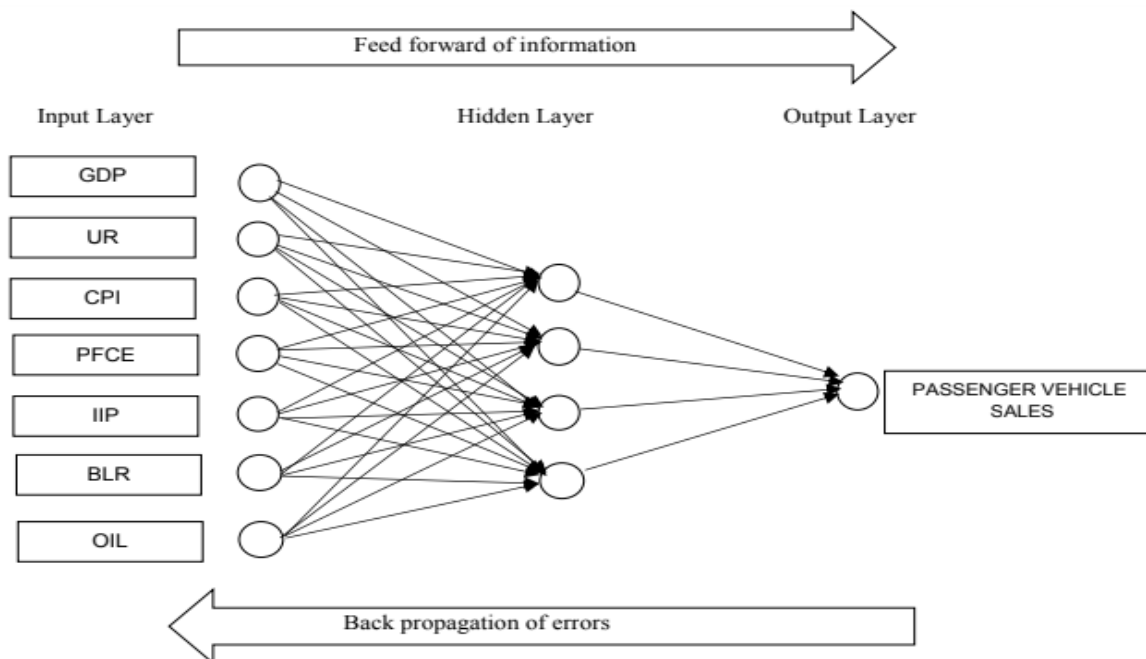 Feed forward of information
Input Layer
Hidden Layer
Output Layer
GDP
UR
CPI
PFCE
IIP
BLR
OIL
PASSENGER VEHICLE
SALES
Back propagation of errors